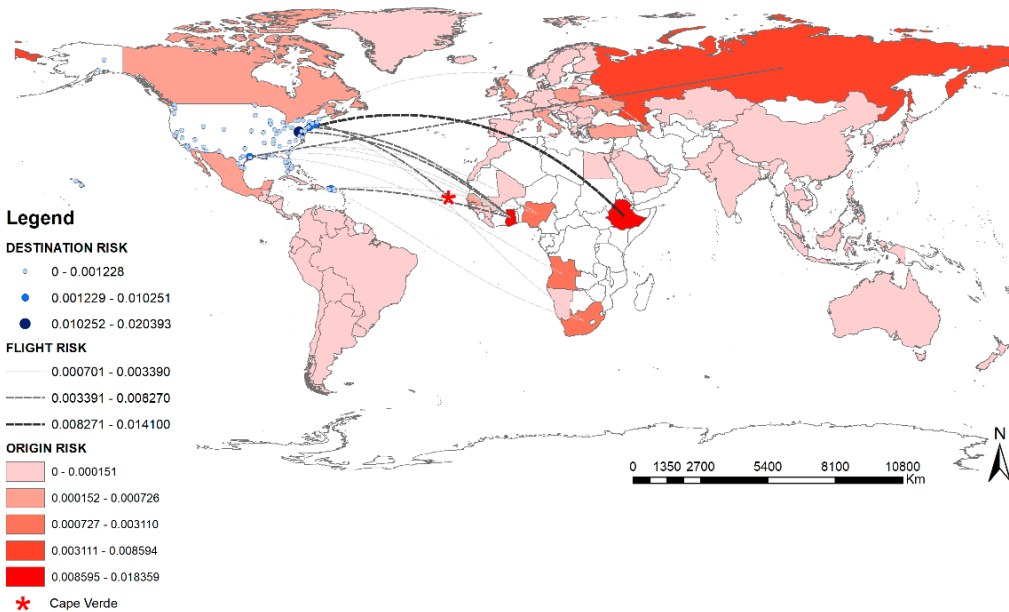 Legend
DESTINATION RISK
0 - 0.001228
0.001229 - 0.010251
0.010252 - 0.020393
FLIGHT RISK
0.000701 - 0.003390
0.003391 - 0.008270
0.008271 - 0.014100
ORIGIN RISK
0 - 0.000151
0.000152 - 0.000726
0.000727 - 0.003110
0.003111 - 0.008594
0.008595 - 0.018359
Cape Verde
N
0 1350 2700 5400 8100 10800
Km